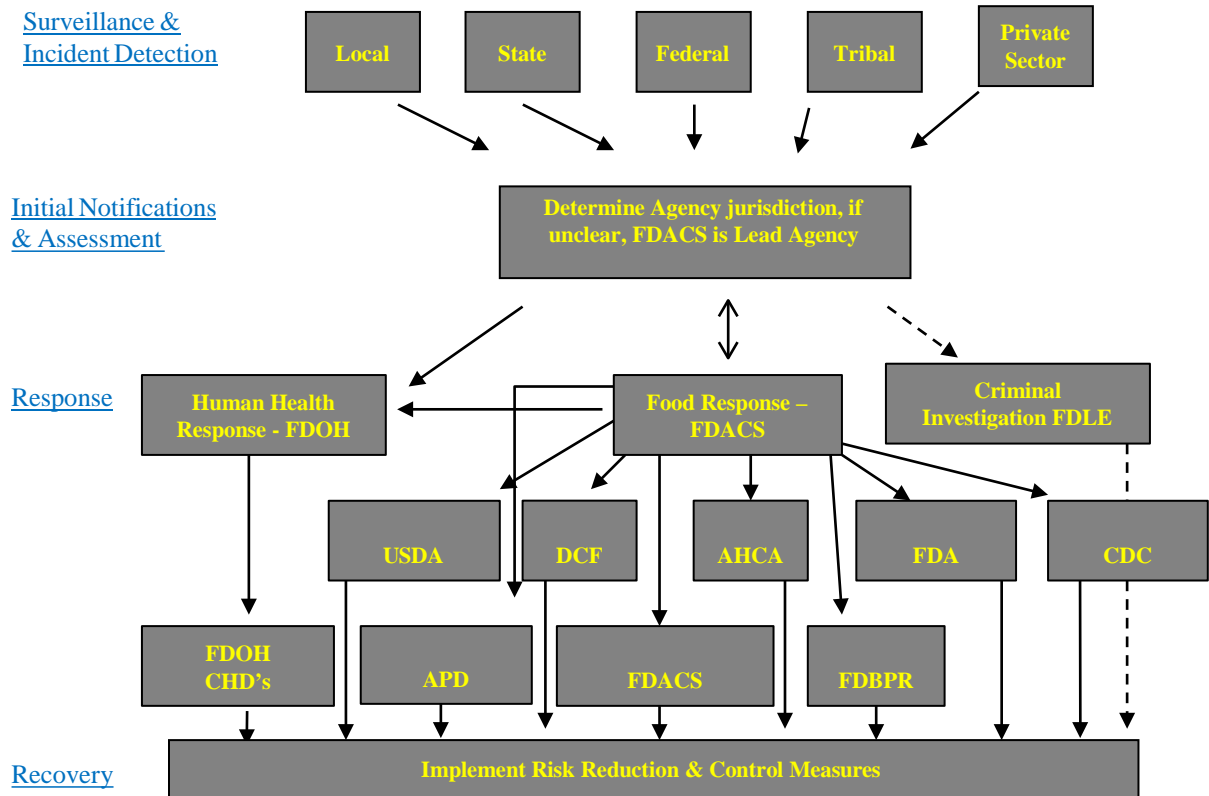 Surveillance &
Incident Detection
Local
State
Federal
Tribal
Private
Sector
Initial Notifications
& Assessment
Determine Agency jurisdiction, if
unclear, FDACS is Lead Agency
Response
Human Health
Response - FDOH
Food Response –
FDACS
Criminal
Investigation FDLE
USDA
DCF
AHCA
FDA
CDC
FDOH
CHD’s
APD
FDACS
FDBPR
Recovery
Implement Risk Reduction & Control Measures